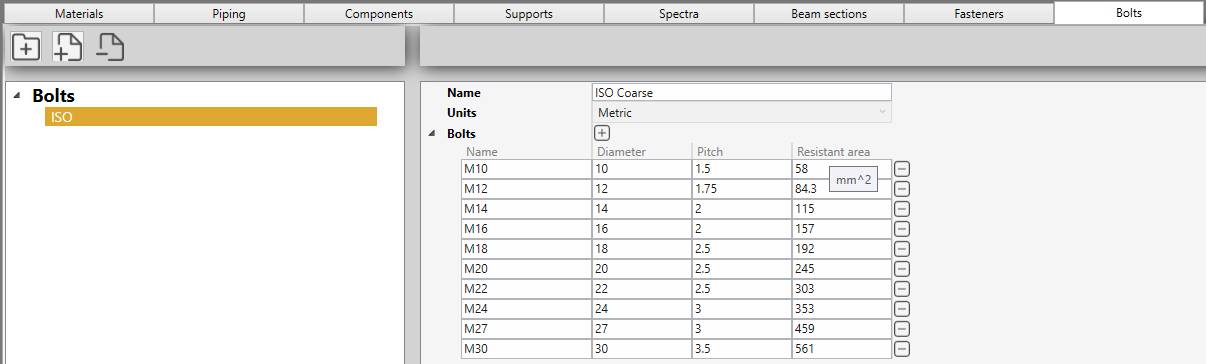 Materials Piping Components Supports Spectra Beam sections Fasteners Bolts
Bolts
ISO
Name ISO Coarse
Units Metric
Bolts
Name Diameter Pitch Resistant area
M10 10 1.5 58
mm^2
M12 12 1.75 84.3
M14 14 2 115
M16 16 2 157
M18 18 2.5 192
M20 20 2.5 245
M22 22 2.5 303
M24 24 3 353
M27 27 3 459
M30 30 3.5 561